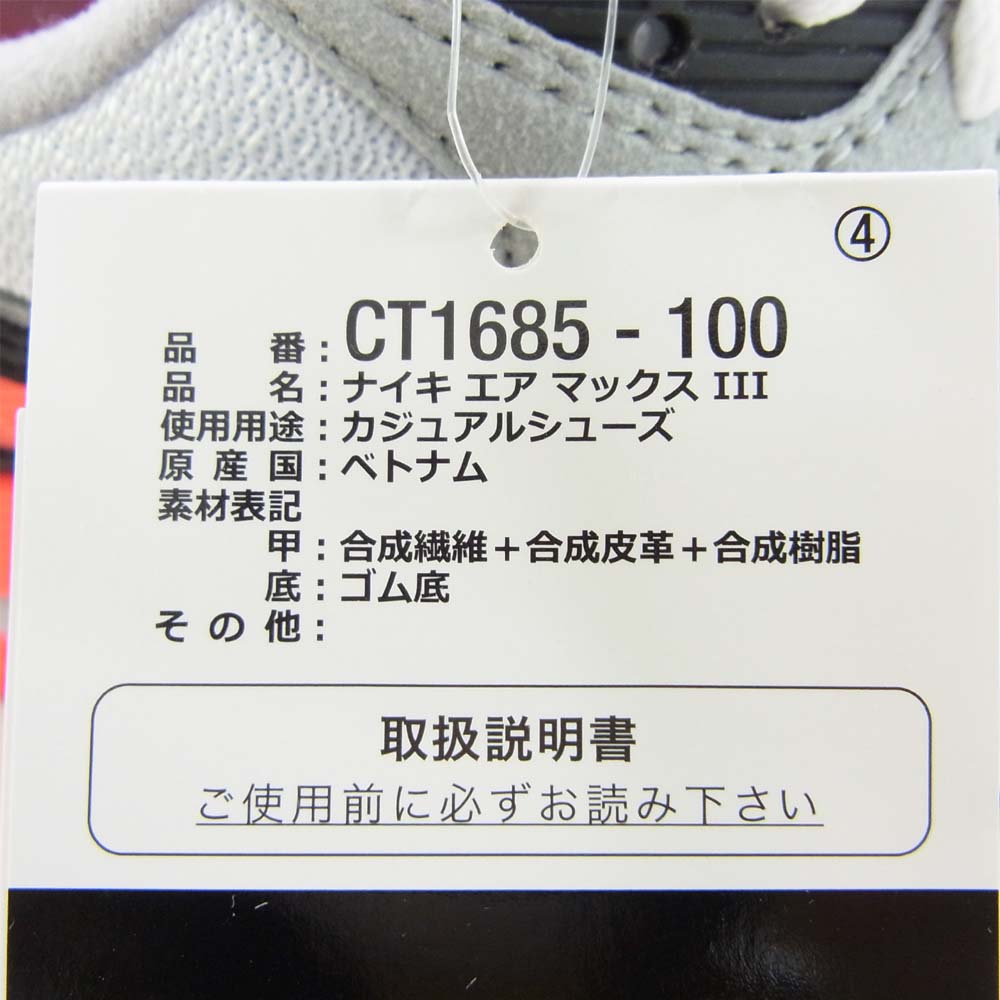 ④
品番：CT1685 - 100
品名：ナイキ エア マックス III
使用用途：カジュアルシューズ
原産国：ベトナム
素材表記
甲：合成繊維＋合成皮革＋合成樹脂
底：ゴム底
その他：
取扱説明書
ご使用前に必ずお読み下さい